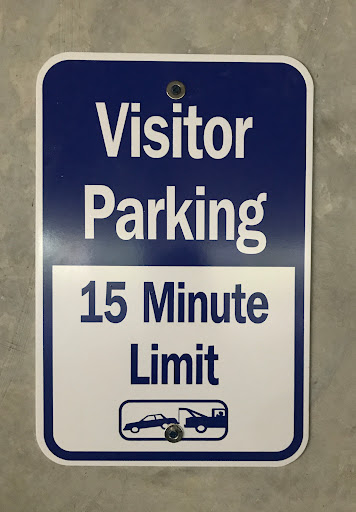 Visitor
Parking
15 Minute
Limit